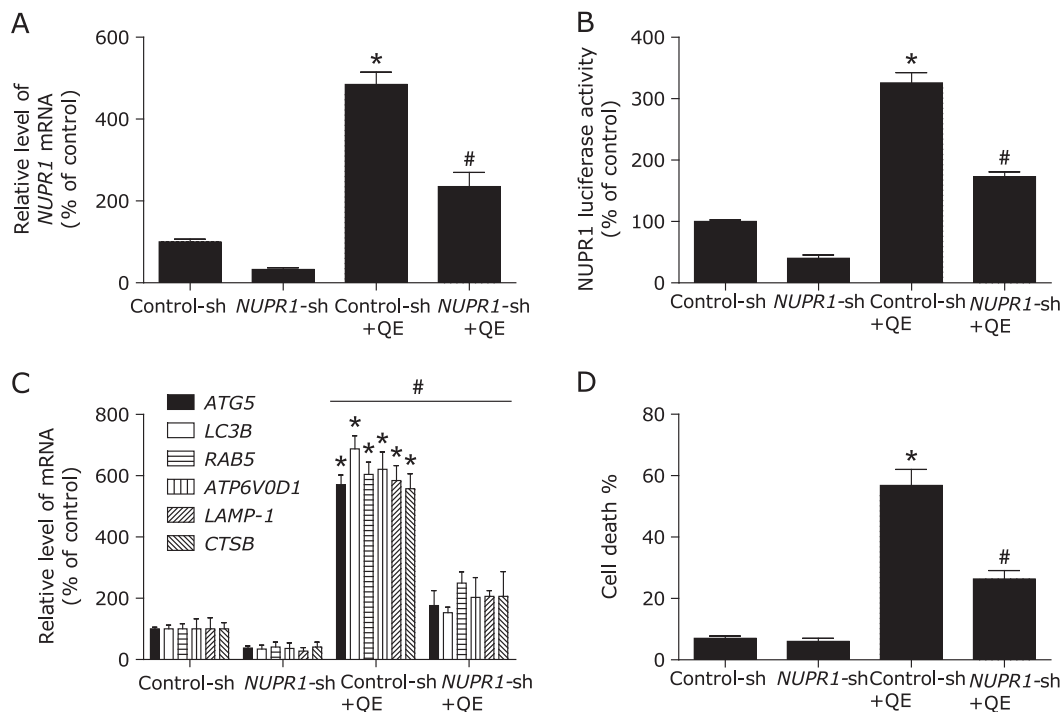 A
Relative level of
NUPR1 mRNA
(% of control)
600
400
200
0
*
#
Control-sh
NUPR1-sh
Control-sh
+QE
NUPR1-sh
+QE
B
NUPR1 luciferase activity
(% of control)
400
300
200
100
0
*
#
Control-sh
NUPR1-sh
Control-sh
+QE
NUPR1-sh
+QE
C
Relative level of mRNA
(% of control)
800
600
400
200
0
ATG5
LC3B
RAB5
ATP6V0D1
LAMP-1
CTSB
#
* * * * * *
Control-sh
NUPR1-sh
Control-sh
+QE
NUPR1-sh
+QE
D
Cell death %
80
60
40
20
0
*
#
Control-sh
NUPR1-sh
Control-sh
+QE
NUPR1-sh
+QE